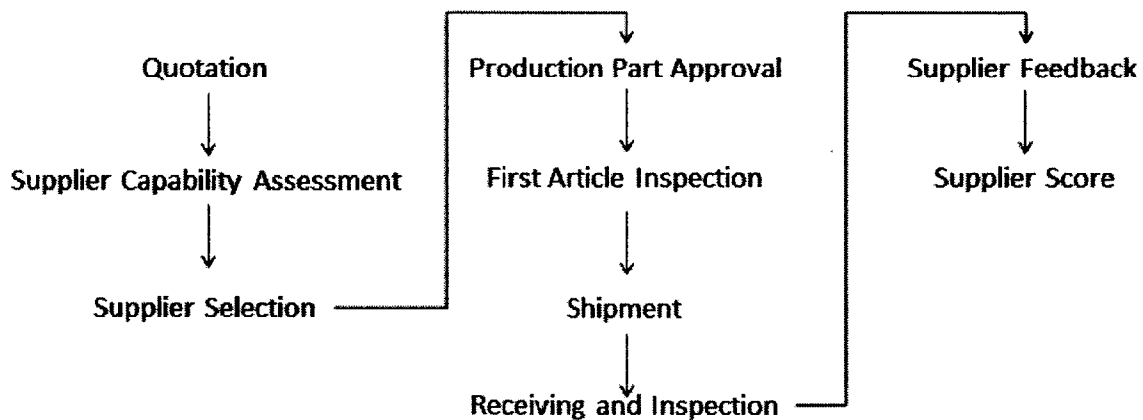 Quotation
Supplier Capability Assessment
Supplier Selection
Production Part Approval
First Article Inspection
Shipment
Receiving and Inspection
Supplier Feedback
Supplier Score